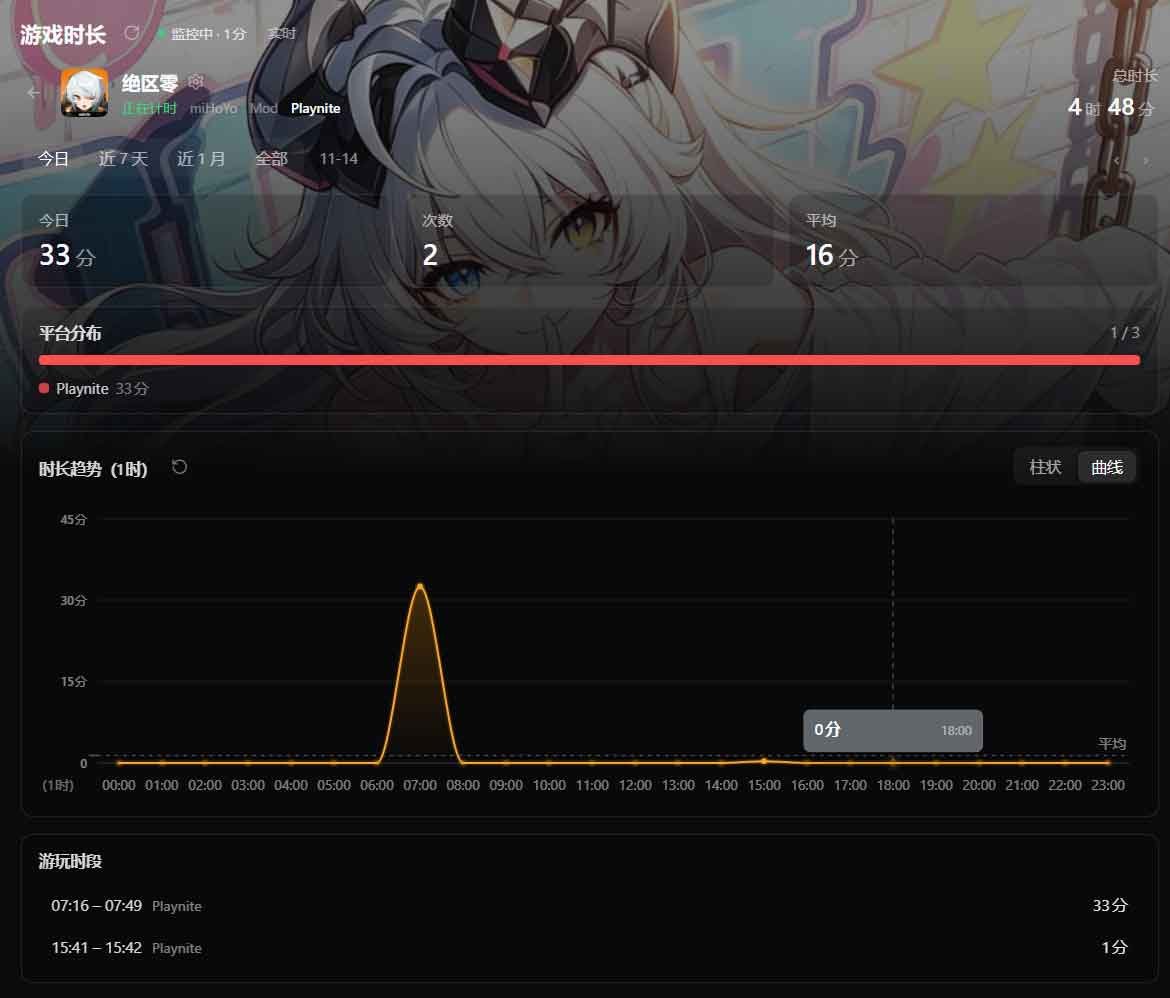 游戏时长 监控中 · 1分 实时
绝区零
正在计时 miHoYo Mod Playnite
总时长
4 时 48 分
今日 近 7 天 近 1 月 全部 11-14
今日 次数 平均
33 分 2 16 分
平台分布 1 / 3
Playnite 33 分
时长趋势 (1时) 柱状 曲线
45分
30分
15分
0分 18:00
平均
0
(1时) 00:00 01:00 02:00 03:00 04:00 05:00 06:00 07:00 08:00 09:00 10:00 11:00 12:00 13:00 14:00 15:00 16:00 17:00 18:00 19:00 20:00 21:00 22:00 23:00
游玩时段
07:16 – 07:49 Playnite 33 分
15:41 – 15:42 Playnite 1 分